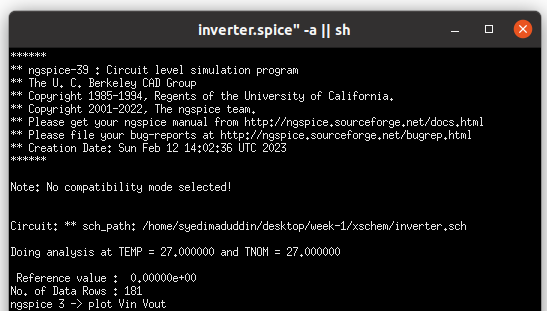 inverter.spice" -a || sh
******
** ngspice-39 : Circuit level simulation program
** The U. C. Berkeley CAD Group
** Copyright 1985-1994, Regents of the University of California.
** Copyright 2001-2022, The ngspice team.
** Please get your ngspice manual from http://ngspice.sourceforge.net/docs.html
** Please file your bug-reports at http://ngspice.sourceforge.net/bugrep.html
** Creation Date: Sun Feb 12 14:02:36 UTC 2023
******
Note: No compatibility mode selected!
Circuit: ** sch_path: /home/syedimaduddin/desktop/week-1/xschem/inverter.sch
Doing analysis at TEMP = 27.000000 and TNOM = 27.000000
Reference value :  0.00000e+00
No. of Data Rows : 181
ngspice 3 -> plot Vin Vout